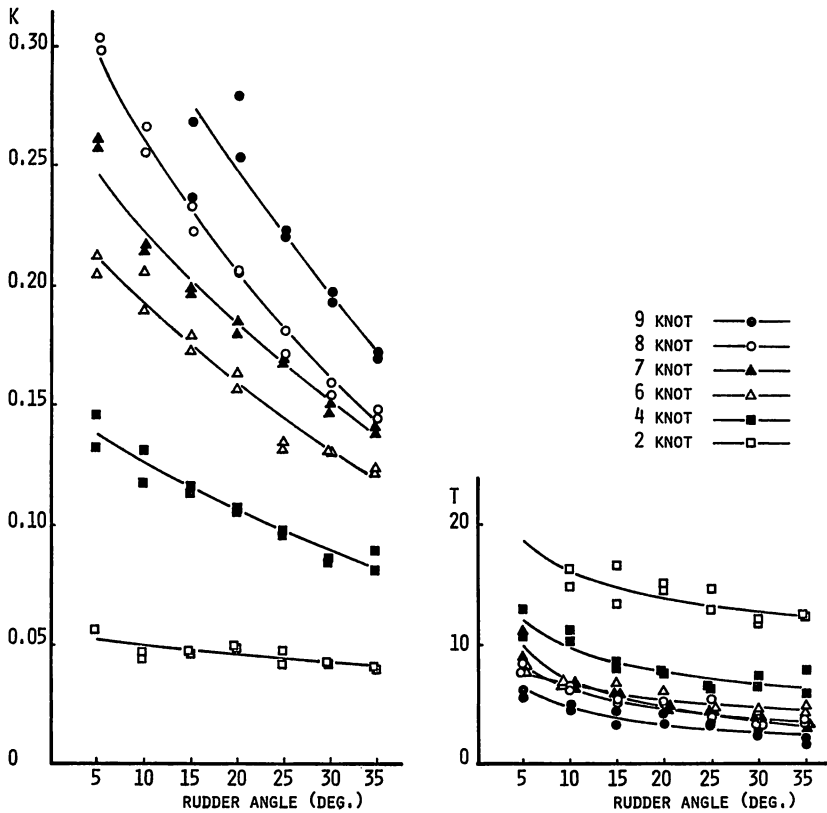 K
0.30
0.25
0.20
0.15
0.10
0.05
0
5 10 15 20 25 30 35
RUDDER ANGLE (DEG.)
9 KNOT
8 KNOT
7 KNOT
6 KNOT
4 KNOT
2 KNOT
T
20
10
0
5 10 15 20 25 30 35
RUDDER ANGLE (DEG.)